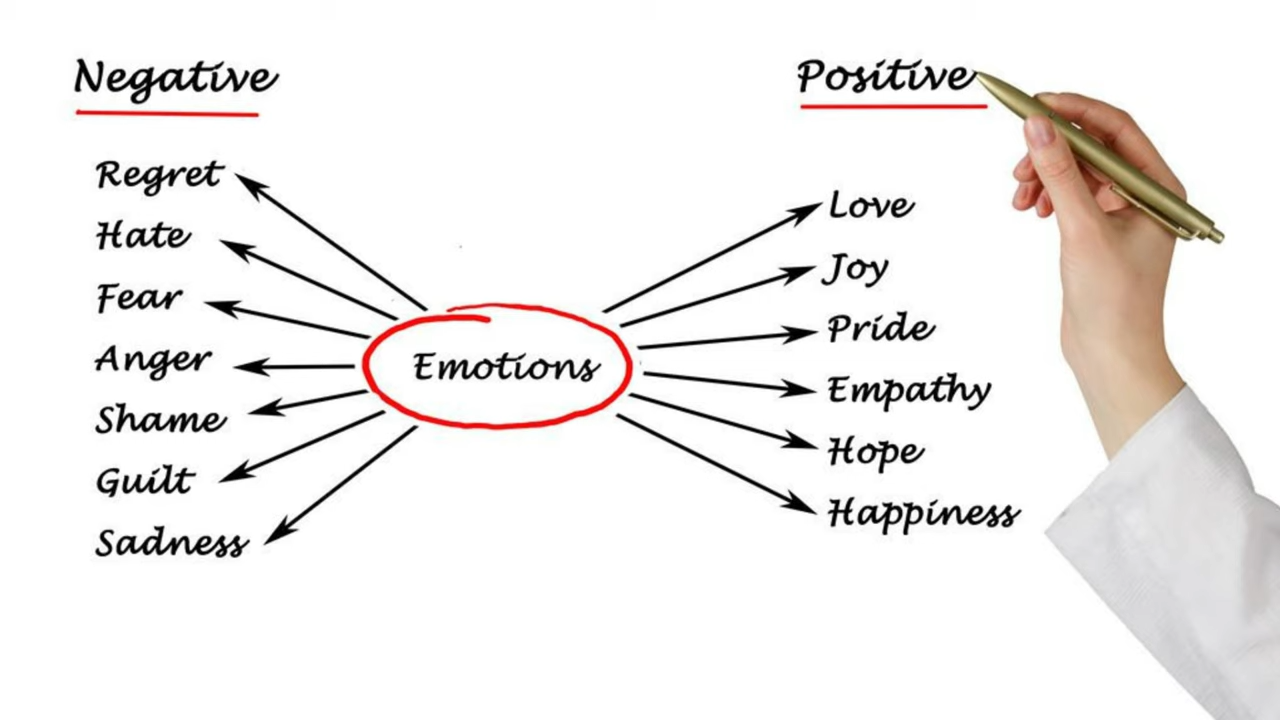 Negative
Regret
Hate
Fear
Anger
Shame
Guilt
Sadness
Emotions
Positive
Love
Joy
Pride
Empathy
Hope
Happiness